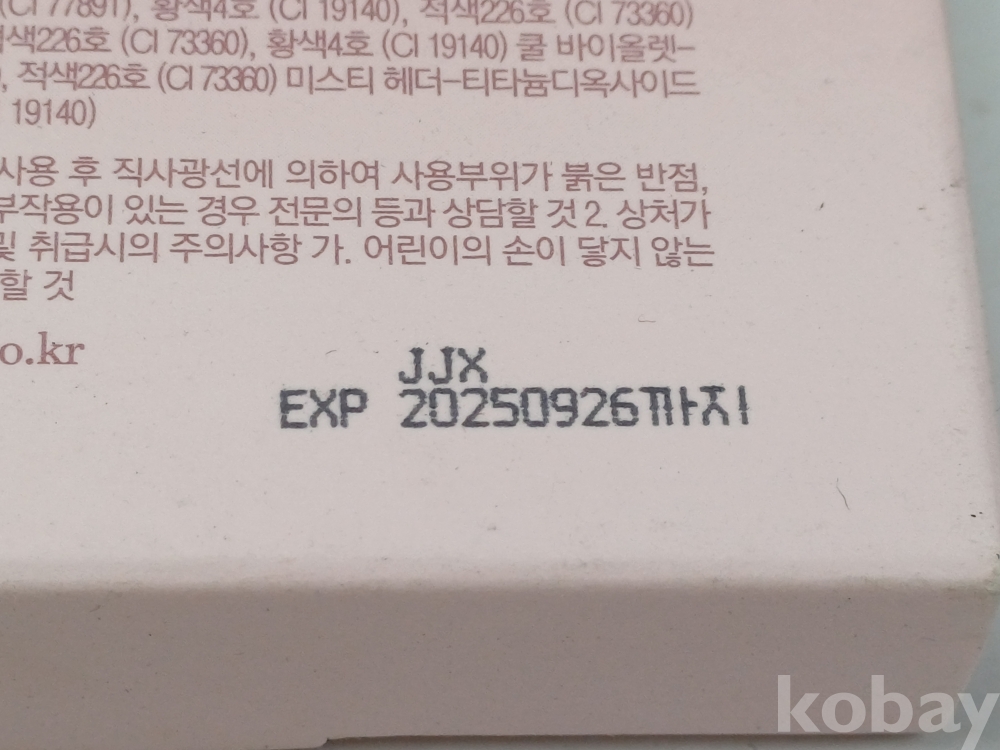 (CI 77891), 황색4호 (CI 19140), 적색226호 (CI 73360)
적색226호 (CI 73360), 황색4호 (CI 19140) 쿨 바이올렛-
, 적색226호 (CI 73360) 미스티 헤더-티타늄디옥사이드
19140)
사용 후 직사광선에 의하여 사용부위가 붉은 반점,
부작용이 있는 경우 전문의 등과 상담할 것 2. 상처가
및 취급시의 주의사항 가. 어린이의 손이 닿지 않는
할 것
o.kr
JJX
EXP 20250926까지
kobay